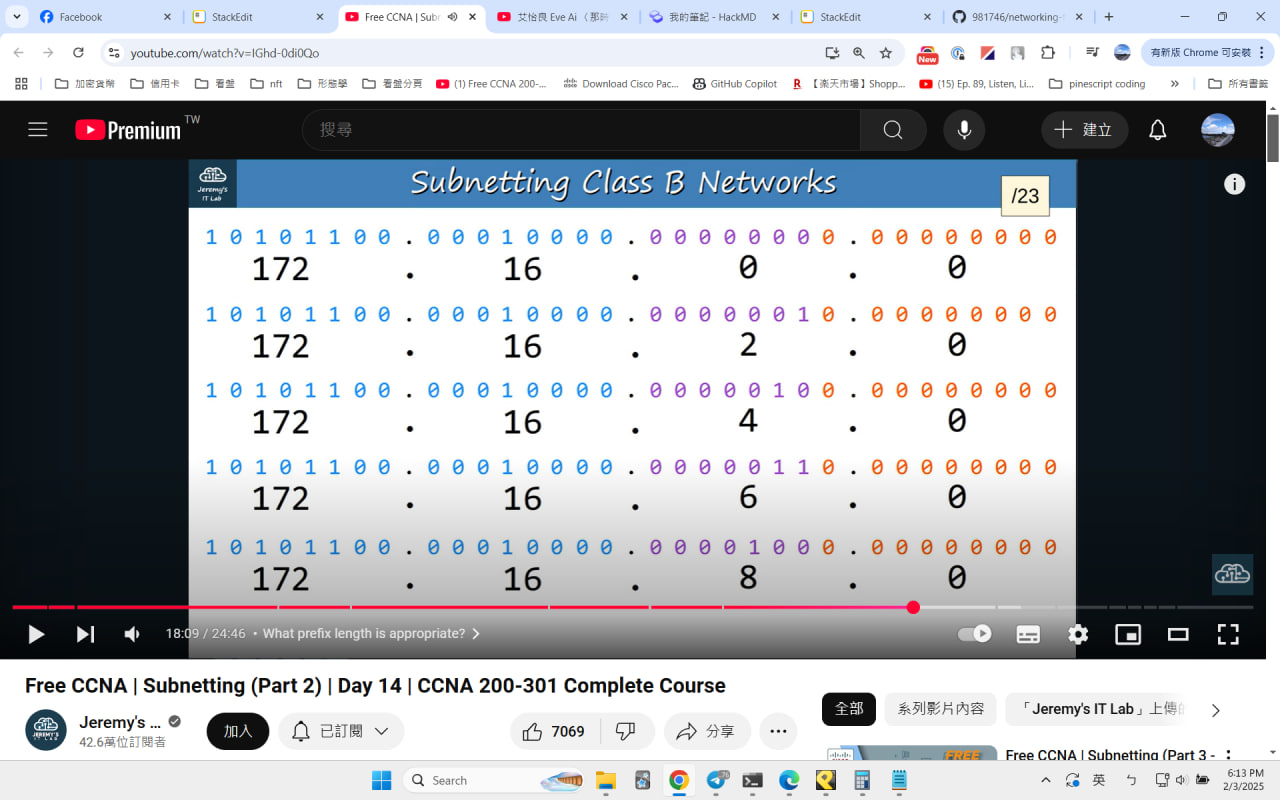 Facebook
StackEdit
Free CCNA | Subn
艾怡良 Eve Ai 〈 那時
我的筆記 - HackMD
StackEdit
981746/networking-
youtube.com/watch?v=IGhd-0di0Qo
New
有新版 Chrome 可安裝
加密貨幣
信用卡
看盤
nft
形態學
看盤分頁
(1) Free CCNA 200-...
Download Cisco Pac...
GitHub Copilot
【楽天市場】Shopp...
(15) Ep. 89, Listen, Li...
pinescript coding
所有書籤
Premium TW
搜尋
建立
Jeremy's
IT Lab
Subnetting Class B Networks
/23
1 0 1 0 1 1 0 0 . 0 0 0 1 0 0 0 0 . 0 0 0 0 0 0 0 0 . 0 0 0 0 0 0 0 0
172 . 16 . 0 . 0
1 0 1 0 1 1 0 0 . 0 0 0 1 0 0 0 0 . 0 0 0 0 0 0 1 0 . 0 0 0 0 0 0 0 0
172 . 16 . 2 . 0
1 0 1 0 1 1 0 0 . 0 0 0 1 0 0 0 0 . 0 0 0 0 0 1 0 0 . 0 0 0 0 0 0 0 0
172 . 16 . 4 . 0
1 0 1 0 1 1 0 0 . 0 0 0 1 0 0 0 0 . 0 0 0 0 0 1 1 0 . 0 0 0 0 0 0 0 0
172 . 16 . 6 . 0
1 0 1 0 1 1 0 0 . 0 0 0 1 0 0 0 0 . 0 0 0 0 1 0 0 0 . 0 0 0 0 0 0 0 0
172 . 16 . 8 . 0
18:09 / 24:46 • What prefix length is appropriate?
Free CCNA | Subnetting (Part 2) | Day 14 | CCNA 200-301 Complete Course
Jeremy's ...
42.6萬位訂閱者
加入
已訂閱
7069
分享
全部
系列影片內容
「Jeremy's IT Lab」上傳的
FREE
Free CCNA | Subnetting (Part 3 -
Search
76
英
ㄅ
6:13 PM
2/3/2025